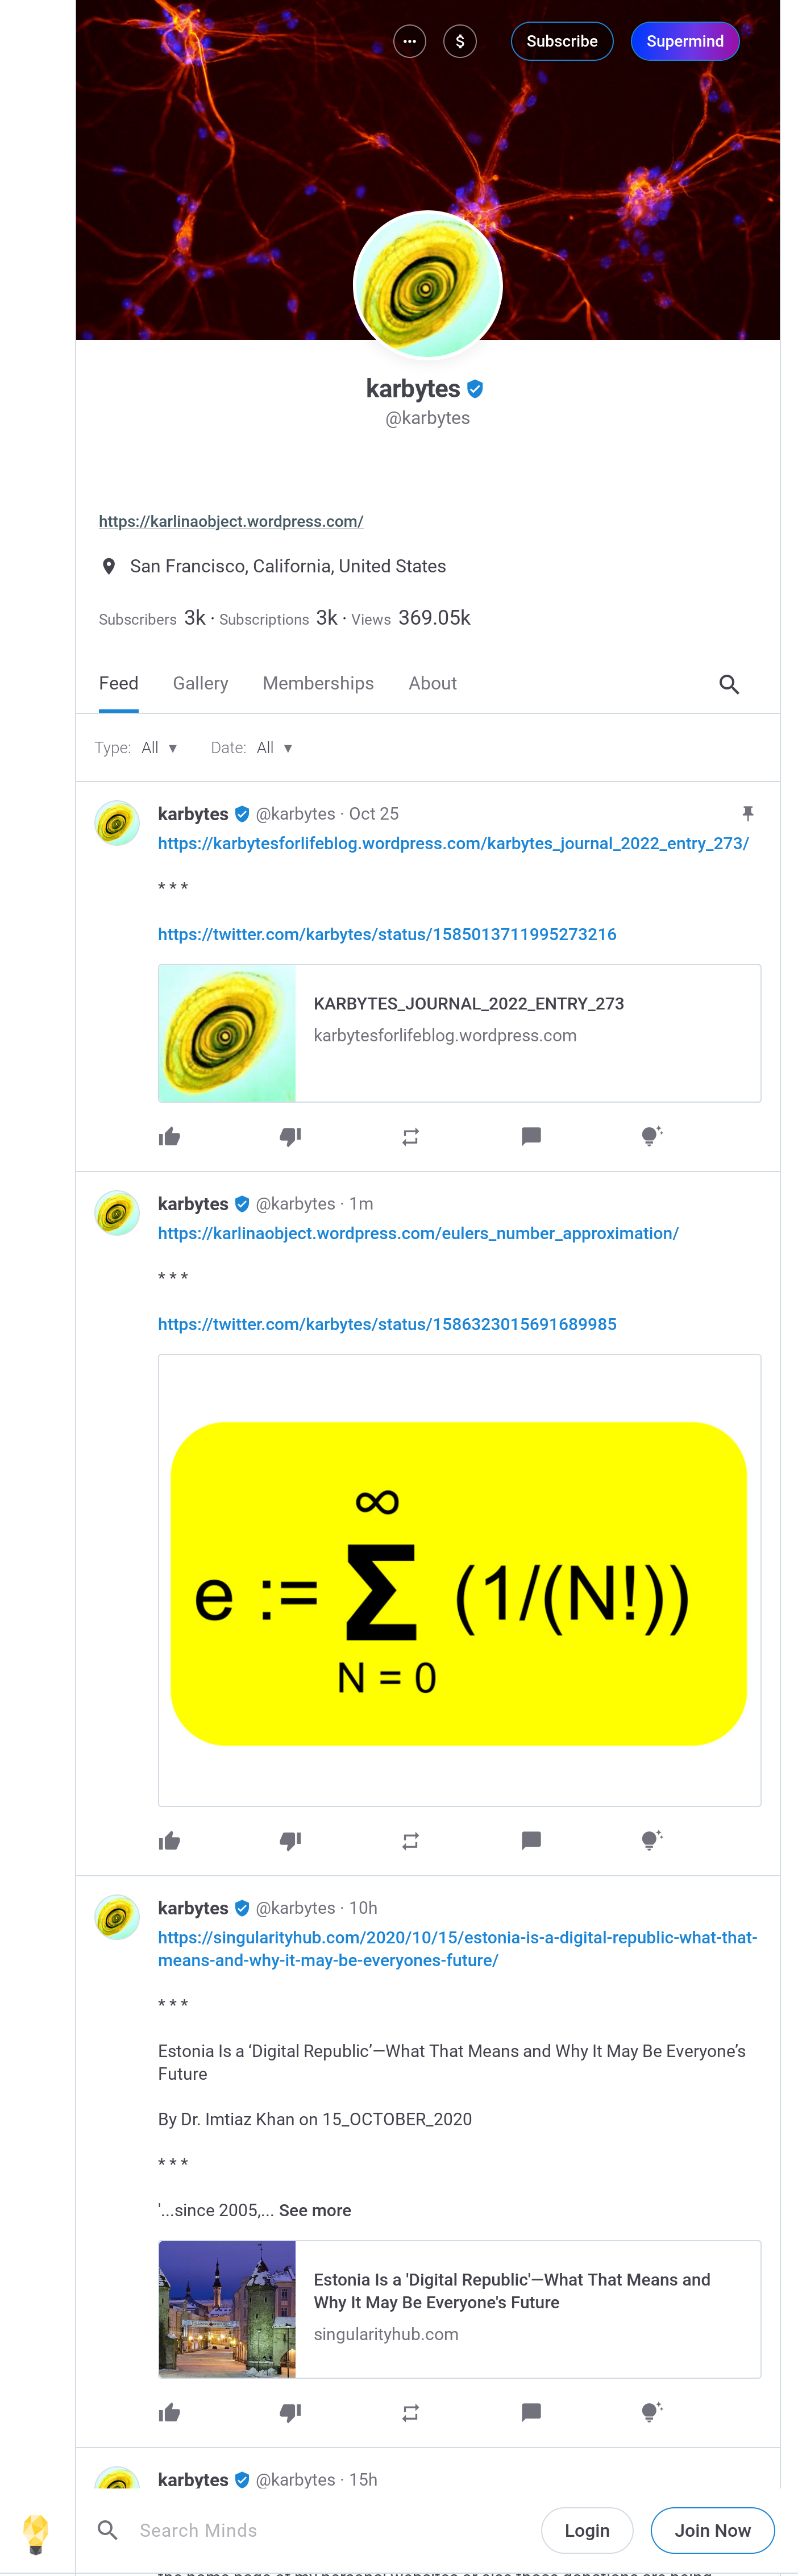 $ Subscribe Supermind
karbytes
@karbytes
https://karlinaobject.wordpress.com/
San Francisco, California, United States
Subscribers 3k · Subscriptions 3k · Views 369.05k
Feed Gallery Memberships About
Type: All ▾ Date: All ▾
karbytes @karbytes · Oct 25
https://karbytesforlifeblog.wordpress.com/karbytes_journal_2022_entry_273/
* * *
https://twitter.com/karbytes/status/1585013711995273216
KARBYTES_JOURNAL_2022_ENTRY_273
karbytesforlifeblog.wordpress.com
karbytes @karbytes · 1m
https://karlinaobject.wordpress.com/eulers_number_approximation/
* * *
https://twitter.com/karbytes/status/1586323015691689985
∞
e := Σ (1/(N!))
N = 0
karbytes @karbytes · 10h
https://singularityhub.com/2020/10/15/estonia-is-a-digital-republic-what-that-
means-and-why-it-may-be-everyones-future/
* * *
Estonia Is a ‘Digital Republic’—What That Means and Why It May Be Everyone’s
Future
By Dr. Imtiaz Khan on 15_OCTOBER_2020
* * *
'...since 2005,... See more
Estonia Is a 'Digital Republic'—What That Means and
Why It May Be Everyone's Future
singularityhub.com
karbytes @karbytes · 15h
Search Minds Login Join Now